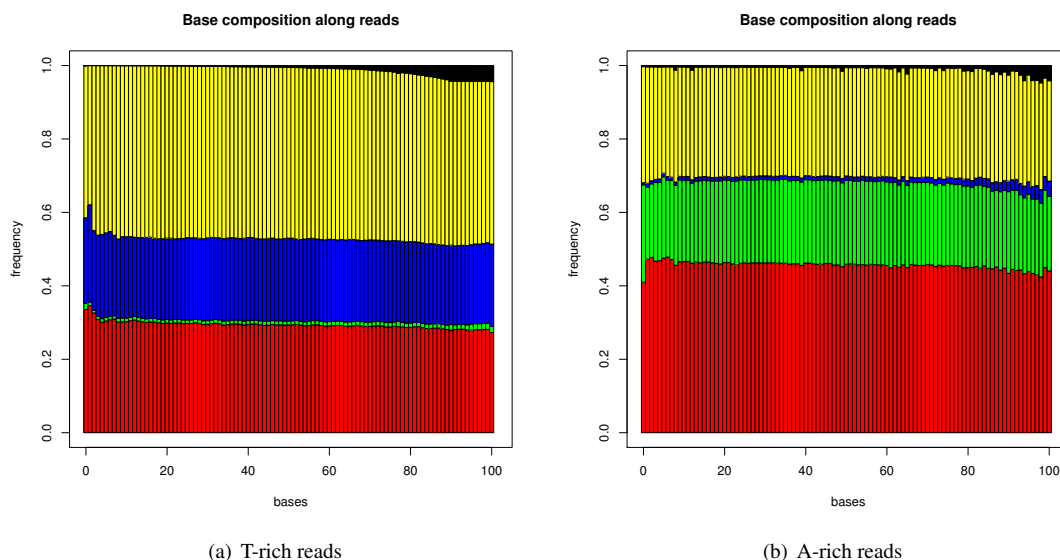 Base composition along reads
frequency
0.0
0.2
0.4
0.6
0.8
1.0
0 20 40 60 80 100
bases
(a) T-rich reads
Base composition along reads
frequency
0.0
0.2
0.4
0.6
0.8
1.0
0 20 40 60 80 100
bases
(b) A-rich reads